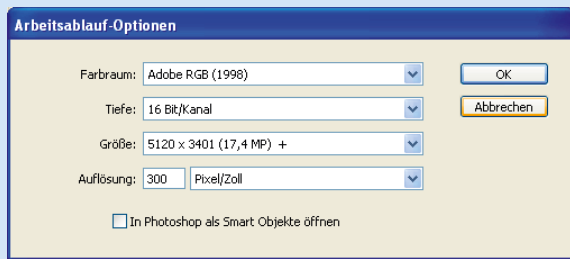 Arbeitsablauf-Optionen
Farbraum: Adobe RGB (1998) OK
Tiefe: 16 Bit/Kanal Abbrechen
Größe: 5120 x 3401 (17,4 MP) +
Auflösung: 300 Pixel/Zoll
In Photoshop als Smart Objekte öffnen